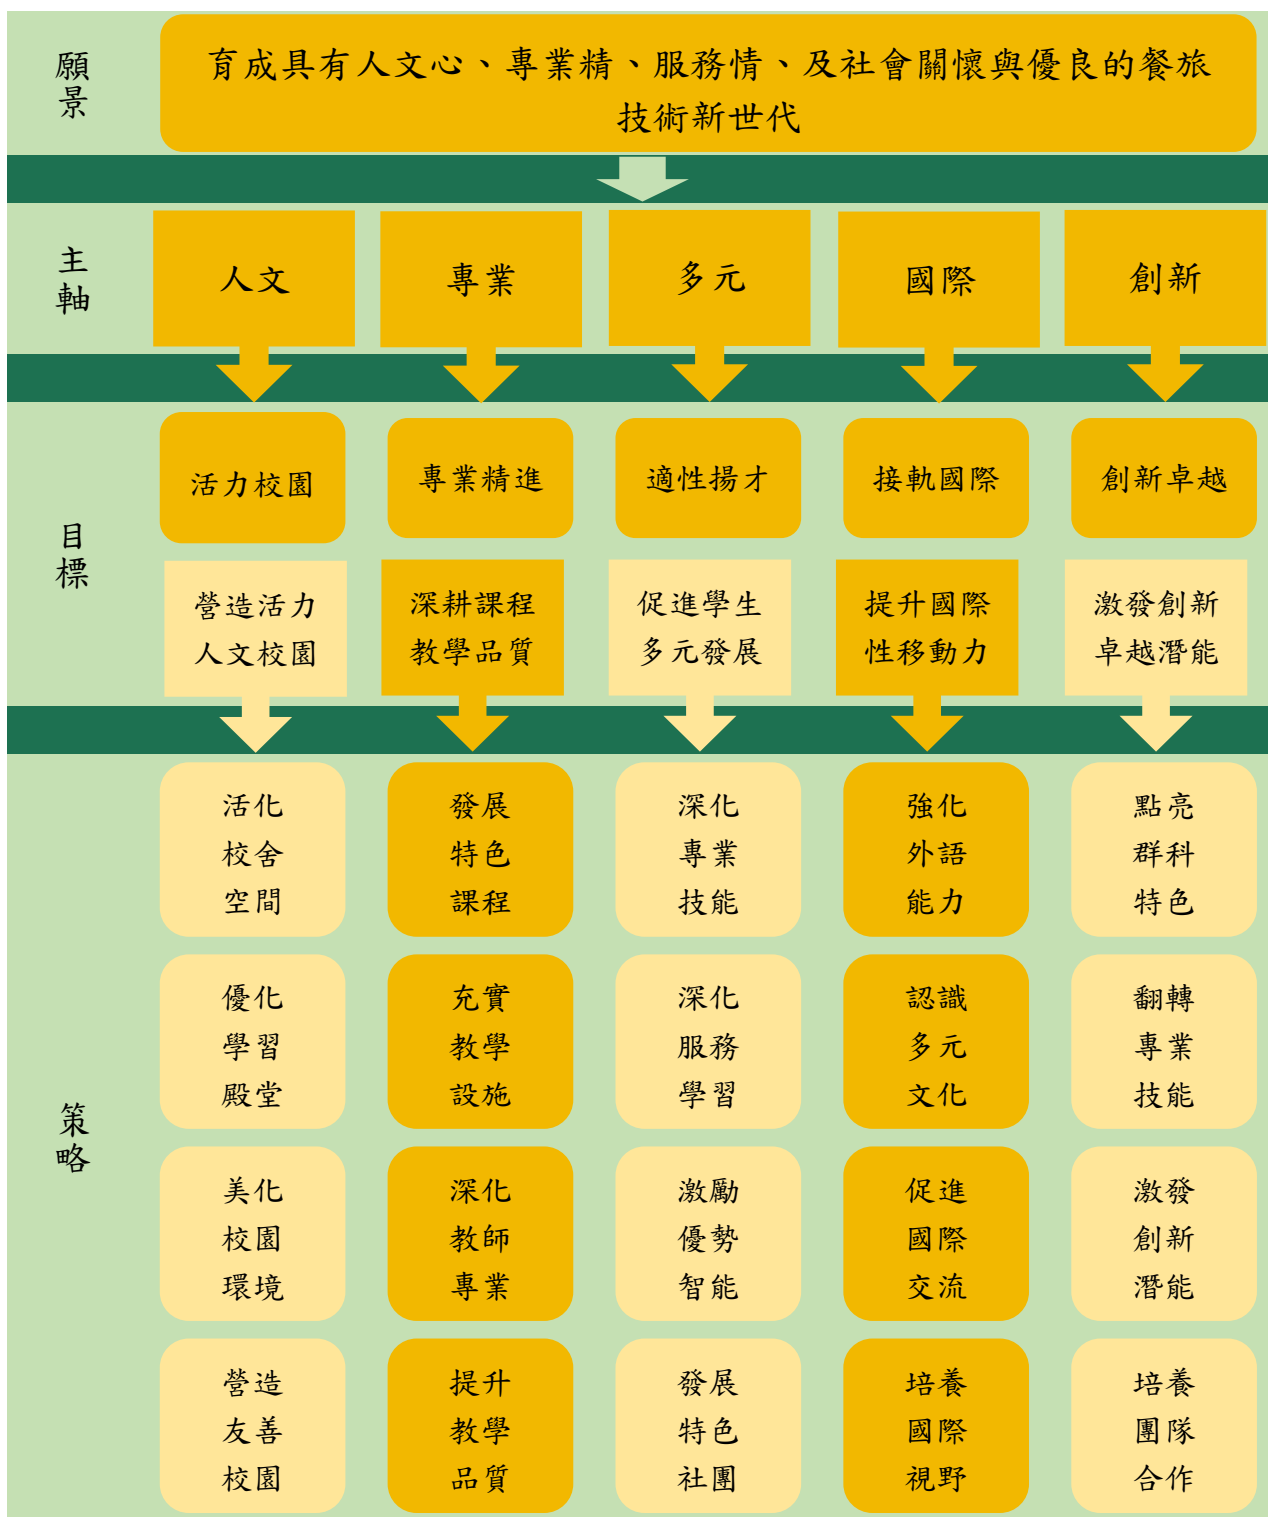 願景
育成具有人文心、專業精、服務情、及社會關懷與優良的餐旅
技術新世代
主軸
人文
專業
多元
國際
創新
目標
活力校園
專業精進
適性揚才
接軌國際
創新卓越
營造活力
人文校園
深耕課程
教學品質
促進學生
多元發展
提升國際
性移動力
激發創新
卓越潛能
策略
活化
校舍
空間
發展
特色
課程
深化
專業
技能
強化
外語
能力
點亮
群科
特色
優化
學習
殿堂
充實
教學
設施
深化
服務
學習
認識
多元
文化
翻轉
專業
技能
美化
校園
環境
深化
教師
專業
激勵
優勢
智能
促進
國際
交流
激發
創新
潛能
營造
友善
校園
提升
教學
品質
發展
特色
社團
培養
國際
視野
培養
團隊
合作